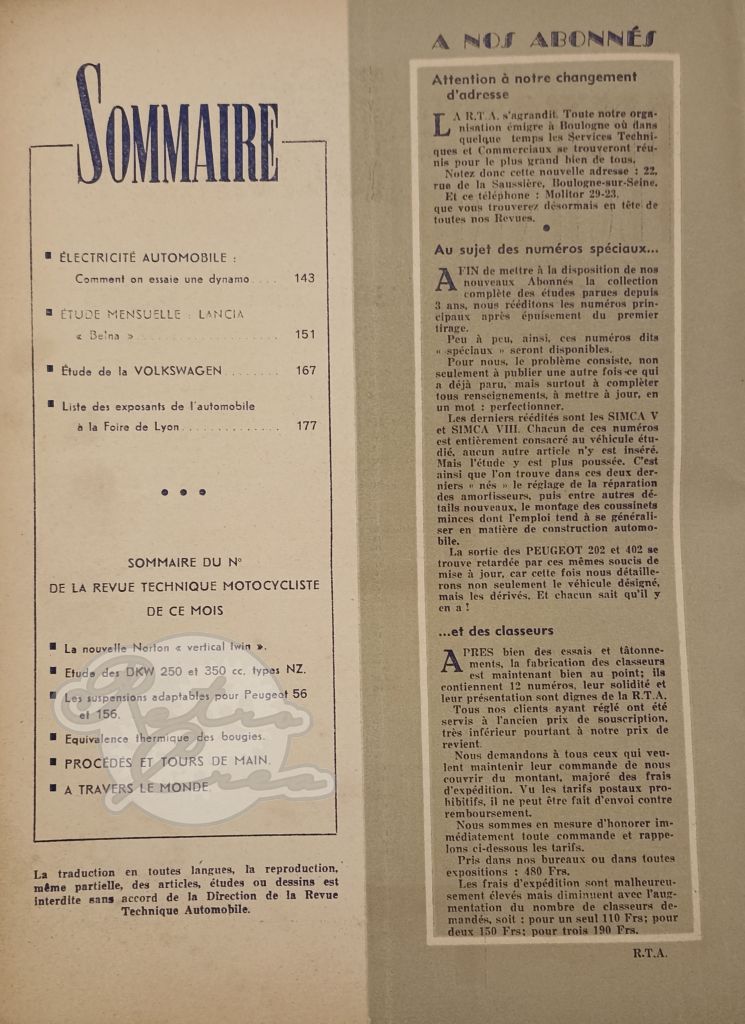 SOMMAIRE
■ ÉLECTRICITÉ AUTOMOBILE :
Comment on essaie une dynamo .... 143
■ ÉTUDE MENSUELLE : LANCIA
« Belna » .................... 151
■ Étude de la VOLKSWAGEN ........ 167
■ Liste des exposants de l'automobile
à la Foire de Lyon .............. 177
● ● ●
SOMMAIRE DU N°
DE LA REVUE TECHNIQUE MOTOCYCLISTE
DE CE MOIS
■ La nouvelle Norton « vertical twin ».
■ Etude des DKW 250 et 350 cc, types NZ.
■ Les suspensions adaptables pour Peugeot 56
et 156.
■ Equivalence thermique des bougies.
■ PROCÉDÉS ET TOURS DE MAIN.
■ A TRAVERS LE MONDE.
Retro
Crea
La traduction en toutes langues, la reproduction,
même partielle, des articles, études ou dessins est
interdite sans accord de la Direction de la Revue
Technique Automobile.
A NOS ABONNÉS
Attention à notre changement
d'adresse
LA R.T.A. s'agrandit. Toute notre orga-
nisation émigre à Boulogne où dans
quelque temps les Services Techni-
ques et Commerciaux se trouveront réu-
nis pour le plus grand bien de tous.
Notez donc cette nouvelle adresse : 22,
rue de la Saussière, Boulogne-sur-Seine.
Et ce téléphone : Molitor 29-23,
que vous trouverez désormais en tête de
toutes nos Revues.
●
Au sujet des numéros spéciaux...
AFIN de mettre à la disposition de nos
nouveaux Abonnés la collection
complète des études parues depuis
3 ans, nous rééditons les numéros prin-
cipaux après épuisement du premier
tirage.
Peu à peu, ainsi, ces numéros dits
« spéciaux » seront disponibles.
Pour nous, le problème consiste, non
seulement à publier une autre fois ce qui
a déjà paru, mais surtout à complèter
tous renseignements, à mettre à jour, en
un mot : perfectionner.
Les derniers réédités sont les SIMCA V
et SIMCA VIII. Chacun de ces numéros
est entièrement consacré au véhicule étu-
dié, aucun autre article n'y est inséré.
Mais l'étude y est plus poussée. C'est
ainsi que l'on trouve dans ces deux der-
niers « nés » le réglage de la réparation
des amortisseurs, puis entre autres dé-
tails nouveaux, le montage des coussinets
minces dont l'emploi tend à se générali-
ser en matière de construction automo-
bile.
La sortie des PEUGEOT 202 et 402 se
trouve retardée par ces mêmes soucis de
mise à jour, car cette fois nous détaille-
rons non seulement le véhicule désigné,
mais les dérivés. Et chacun sait qu'il y
en a !
...et des classeurs
APRES bien des essais et tâtonne-
ments, la fabrication des classeurs
est maintenant bien au point; ils
contiennent 12 numéros, leur solidité et
leur présentation sont dignes de la R.T.A.
Tous nos clients ayant réglé ont été
servis à l'ancien prix de souscription,
très inférieur pourtant à notre prix de
revient.
Nous demandons à tous ceux qui veu-
lent maintenir leur commande de nous
couvrir du montant, majoré des frais
d'expédition. Vu les tarifs postaux pro-
hibitifs, il ne peut être fait d'envoi contre
remboursement.
Nous sommes en mesure d'honorer im-
médiatement toute commande et rappe-
lons ci-dessous les tarifs.
Pris dans nos bureaux ou dans toutes
expositions : 480 Frs.
Les frais d'expédition sont malheureu-
sement élevés mais diminuent avec l'aug-
mentation du nombre de classeurs de-
mandés, soit : pour un seul 110 Frs; pour
deux 150 Frs; pour trois 190 Frs.
R.T.A.